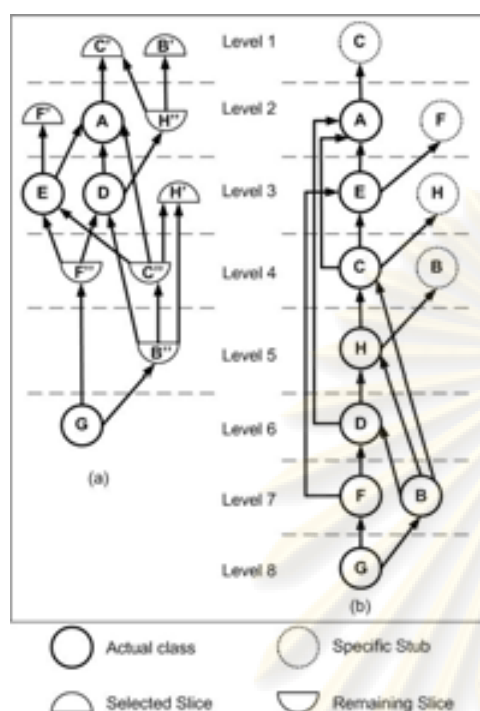 C' B' Level 1 C
F' A H'' Level 2 A F
E D H' Level 3 E H
F'' C'' Level 4 C B
B'' Level 5 H
G Level 6 D
(a) Level 7 F B
Level 8 G
(b)
Actual class Specific Stub
Selected Slice Remaining Slice